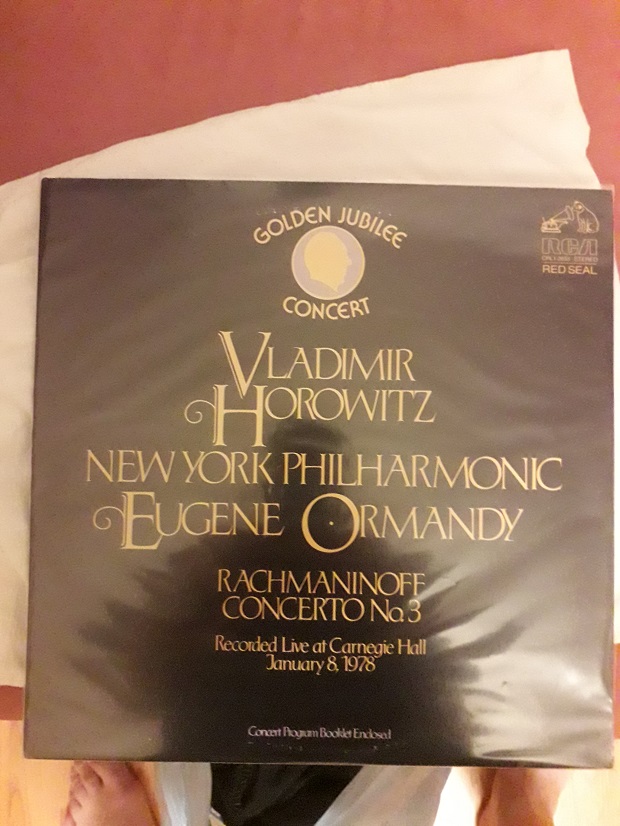 GOLDEN JUBILEE
CONCERT
RCA
STEREO
RED SEAL
VLADIMIR
HOROWITZ
NEW YORK PHILHARMONIC
EUGENE ORMANDY
RACHMANINOFF
CONCERTO No. 3
Recorded Live at Carnegie Hall
January 8, 1978
Concert Program Booklet Enclosed